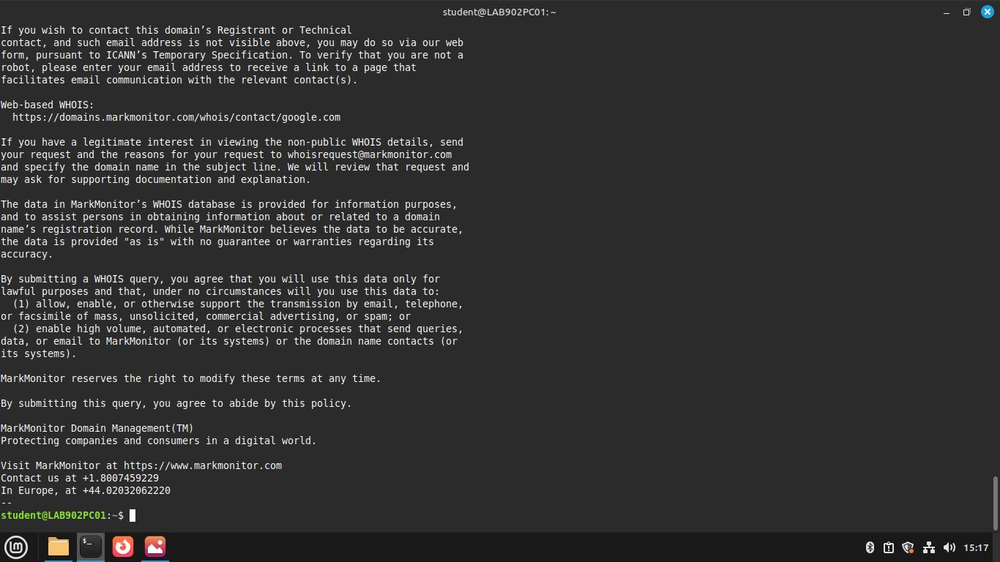 student@LAB902PC01: ~
If you wish to contact this domain’s Registrant or Technical
contact, and such email address is not visible above, you may do so via our web
form, pursuant to ICANN’s Temporary Specification. To verify that you are not a
robot, please enter your email address to receive a link to a page that
facilitates email communication with the relevant contact(s).
Web-based WHOIS:
https://domains.markmonitor.com/whois/contact/google.com
If you have a legitimate interest in viewing the non-public WHOIS details, send
your request and the reasons for your request to whoisrequest@markmonitor.com
and specify the domain name in the subject line. We will review that request and
may ask for supporting documentation and explanation.
The data in MarkMonitor’s WHOIS database is provided for information purposes,
and to assist persons in obtaining information about or related to a domain
name’s registration record. While MarkMonitor believes the data to be accurate,
the data is provided "as is" with no guarantee or warranties regarding its
accuracy.
By submitting a WHOIS query, you agree that you will use this data only for
lawful purposes and that, under no circumstances will you use this data to:
(1) allow, enable, or otherwise support the transmission by email, telephone,
or facsimile of mass, unsolicited, commercial advertising, or spam; or
(2) enable high volume, automated, or electronic processes that send queries,
data, or email to MarkMonitor (or its systems) or the domain name contacts (or
its systems).
MarkMonitor reserves the right to modify these terms at any time.
By submitting this query, you agree to abide by this policy.
MarkMonitor Domain Management(TM)
Protecting companies and consumers in a digital world.
Visit MarkMonitor at https://www.markmonitor.com
Contact us at +1.8007459229
In Europe, at +44.02032062220
--
student@LAB902PC01:~$
15:17